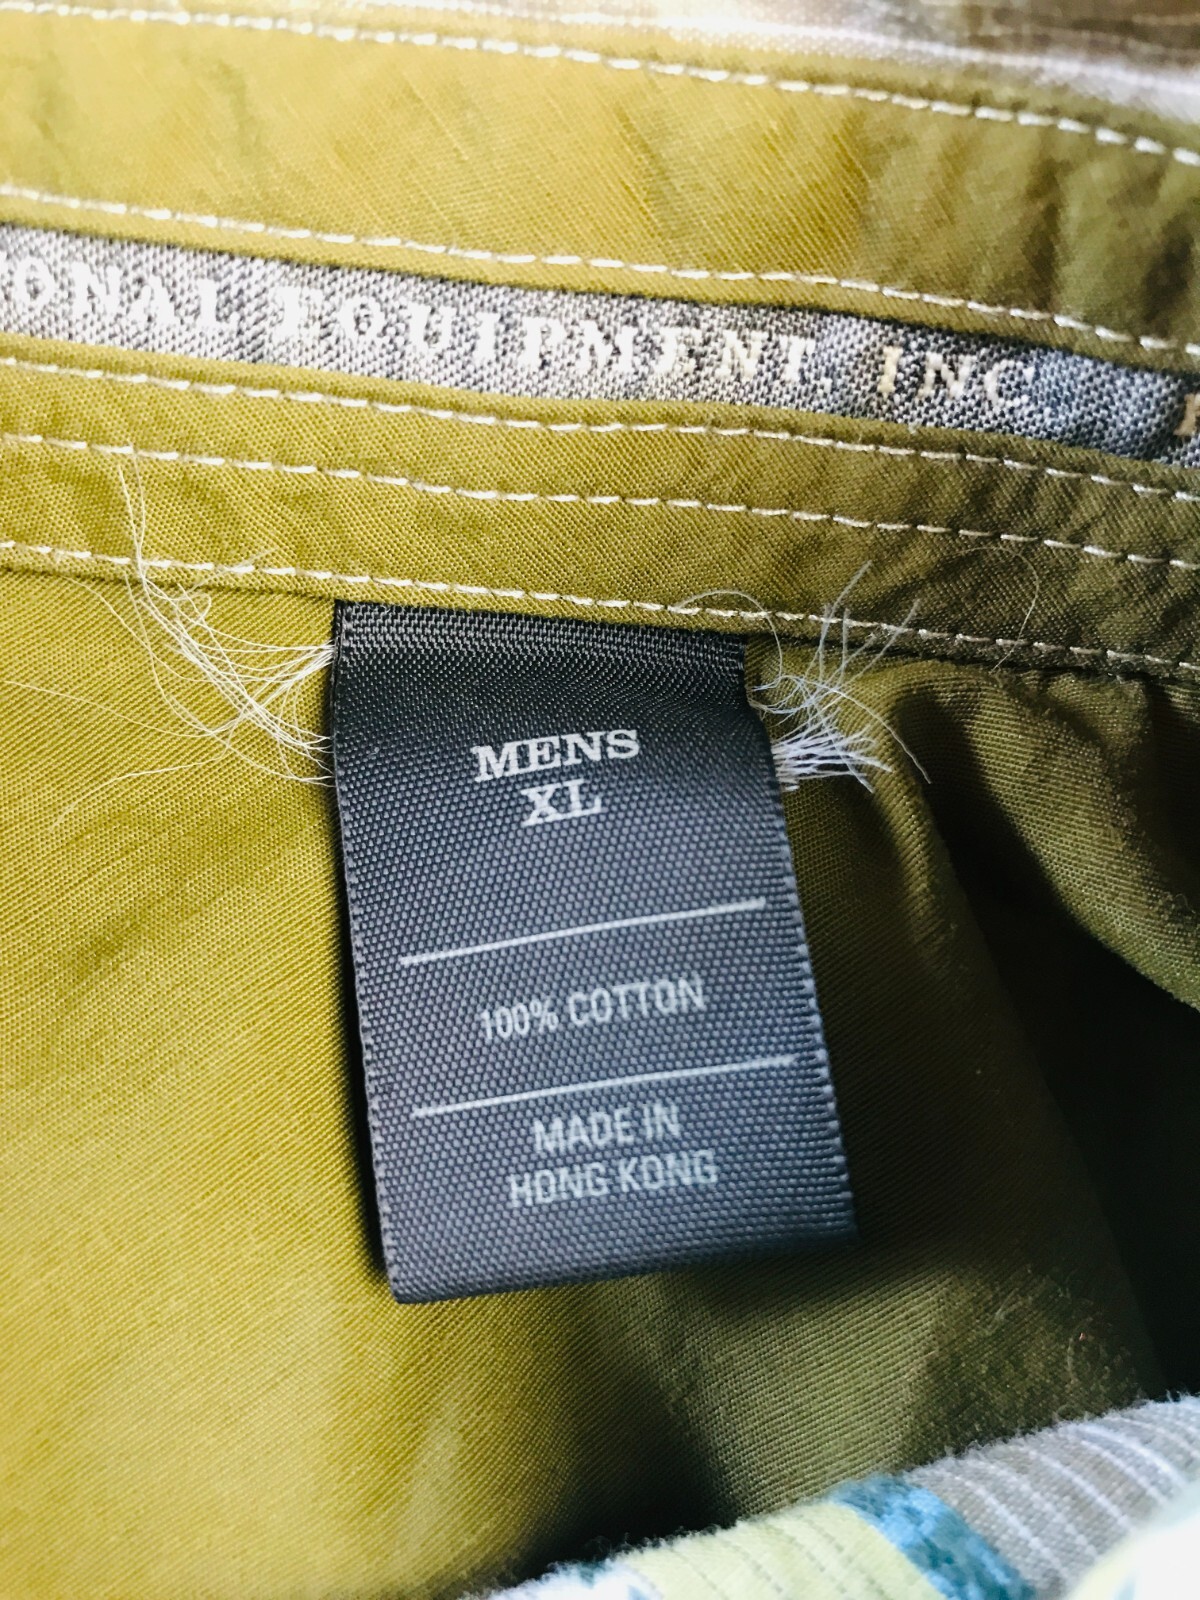 ONAL EQUIPMENT, INC.
MENS
XL
100% COTTON
MADE IN
HONG KONG